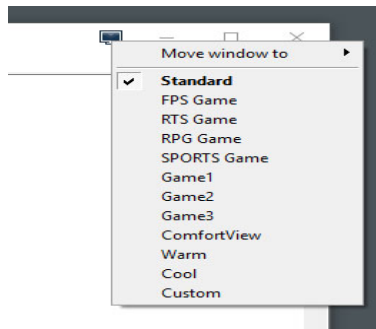 Move window to
Standard
FPS Game
RTS Game
RPG Game
SPORTS Game
Game1
Game2
Game3
ComfortView
Warm
Cool
Custom